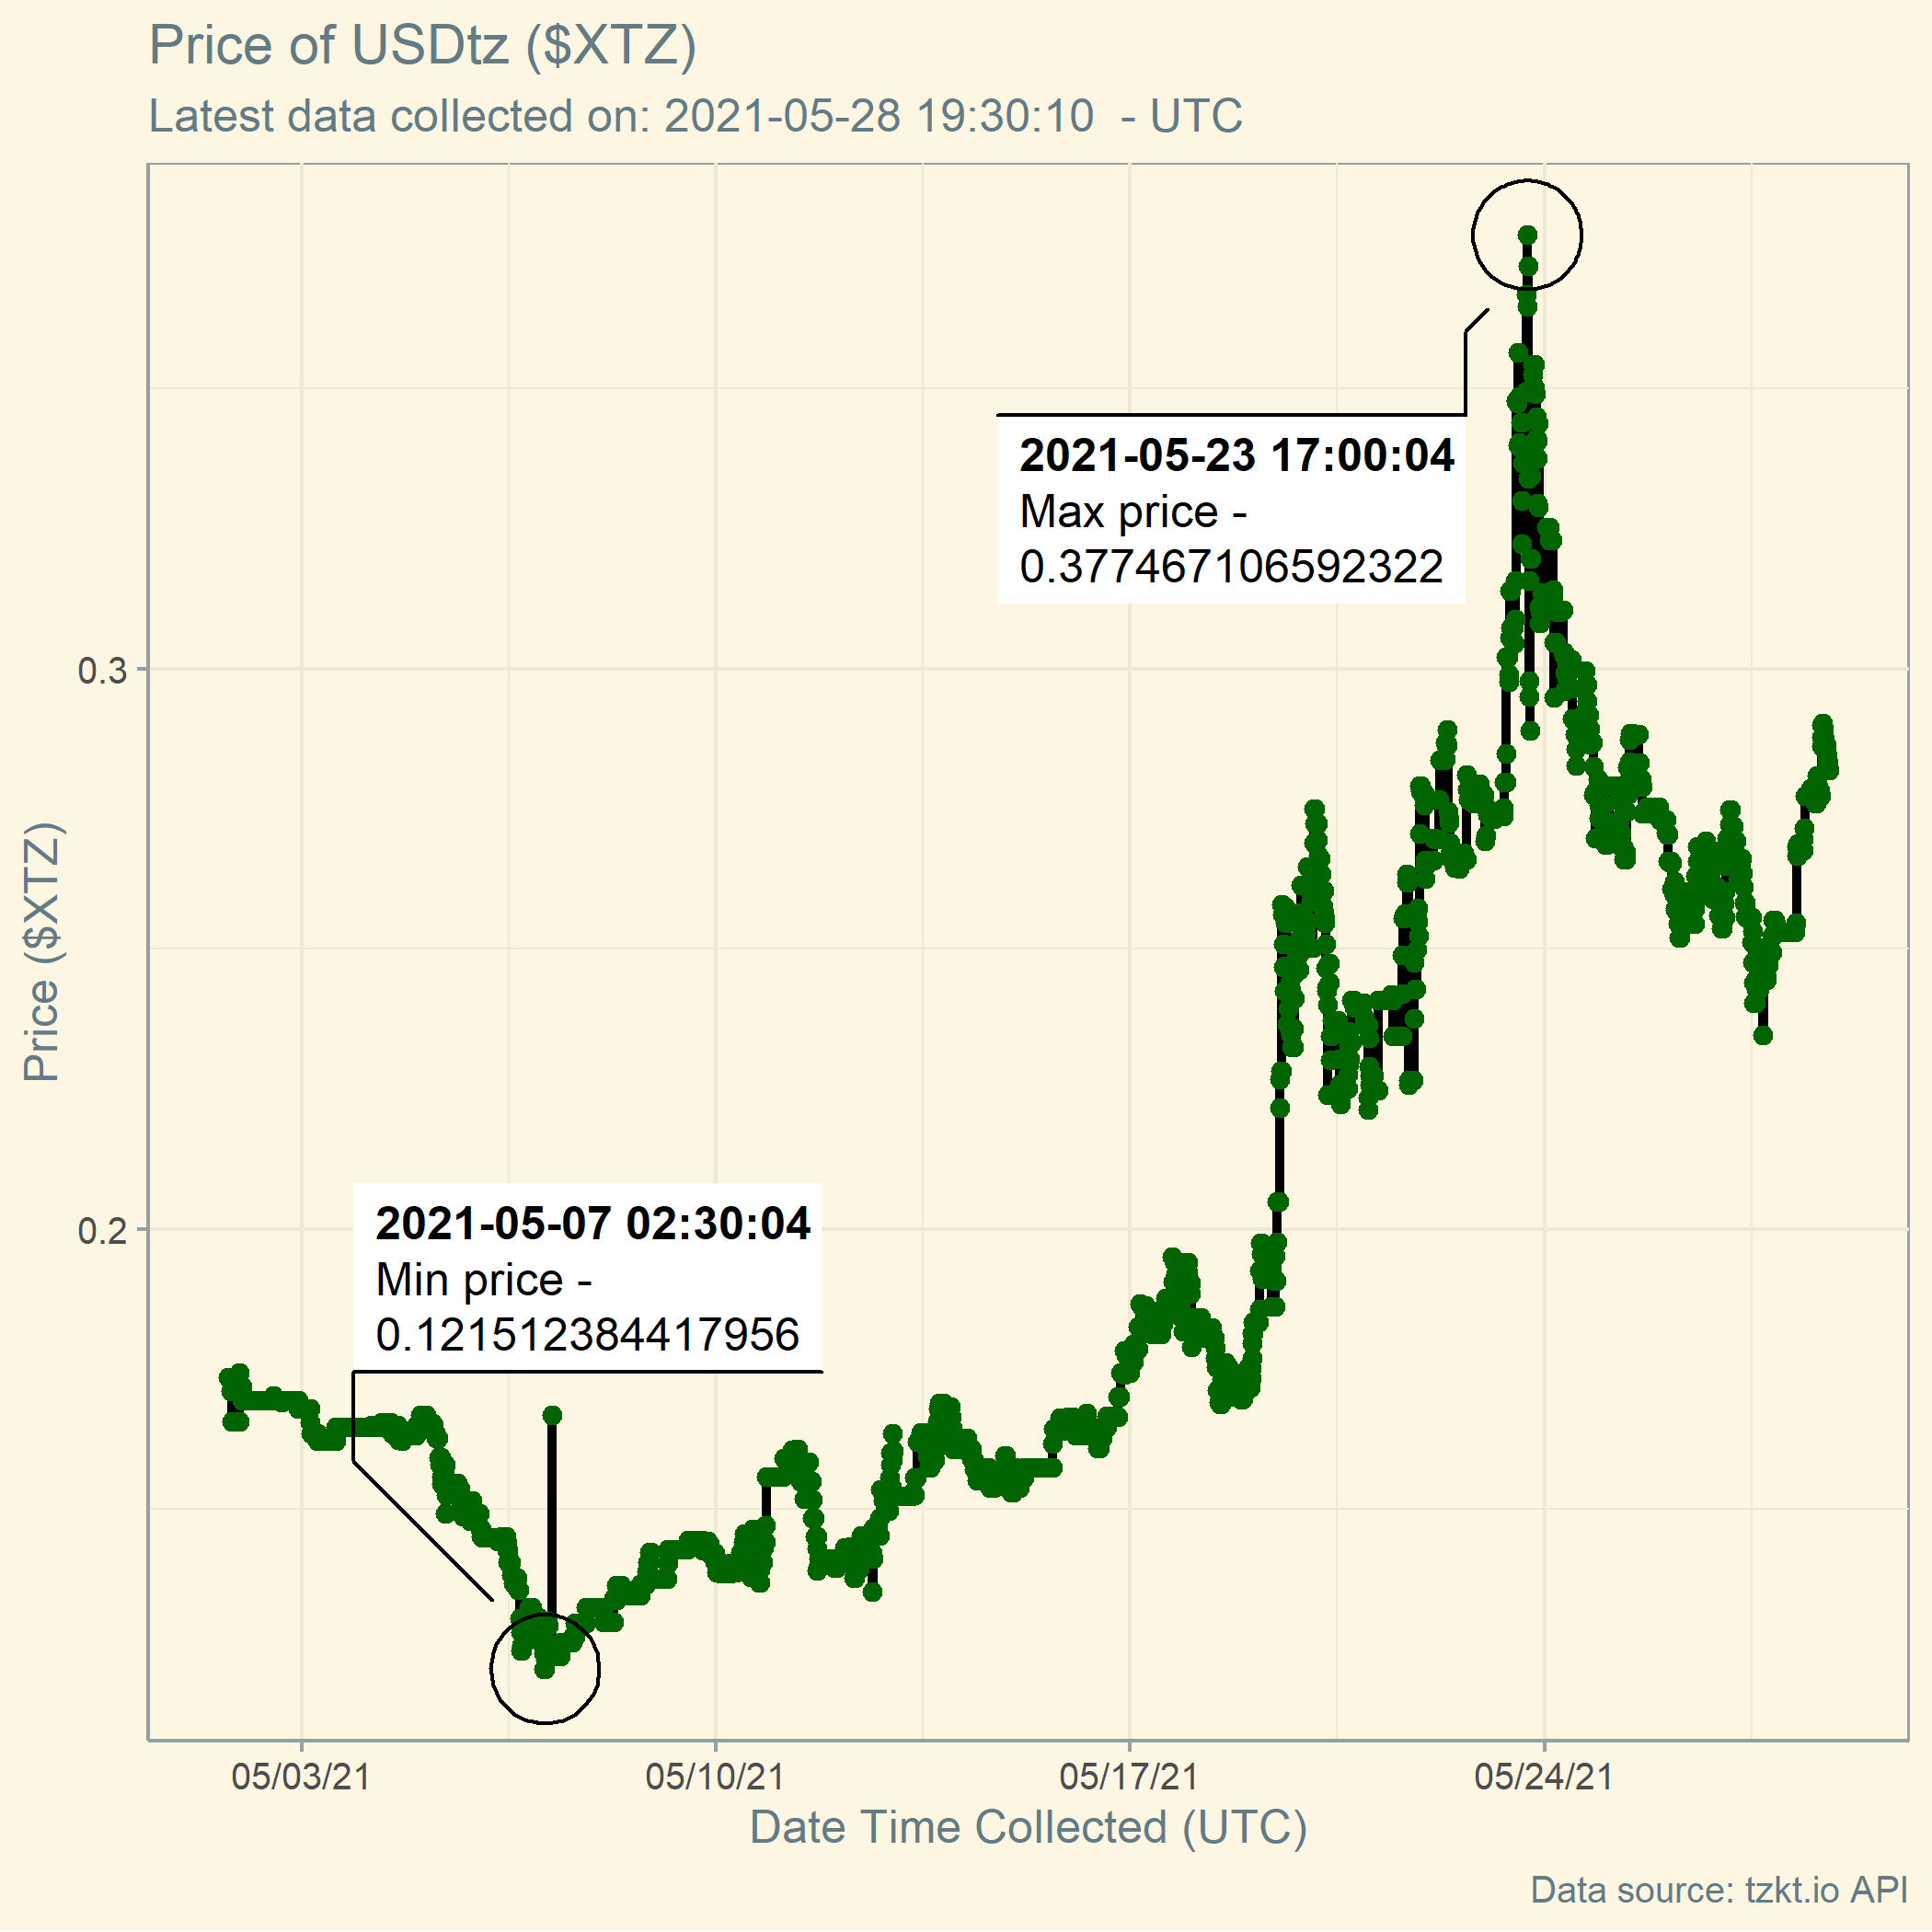 Price of USDtz ($XTZ)
Latest data collected on: 2021-05-28 19:30:10  - UTC
2021-05-23 17:00:04
Max price -
0.377467106592322
0.3
Price ($XTZ)
0.2
2021-05-07 02:30:04
Min price -
0.121512384417956
05/03/21
05/10/21
05/17/21
05/24/21
Date Time Collected (UTC)
Data source: tzkt.io API